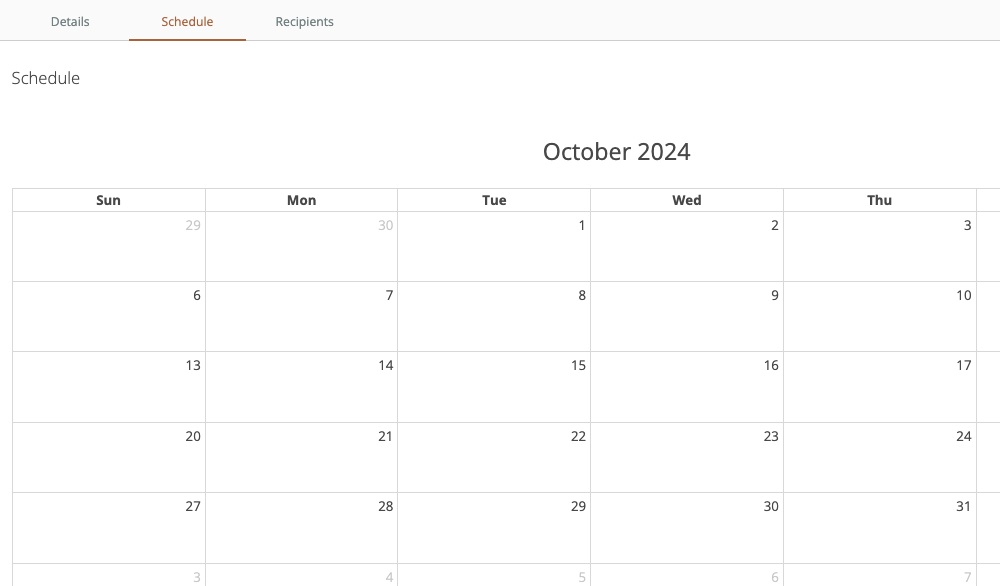 Details Schedule Recipients
Schedule
October 2024
Sun Mon Tue Wed Thu
29 30 1 2 3
6 7 8 9 10
13 14 15 16 17
20 21 22 23 24
27 28 29 30 31
3 4 5 6 7